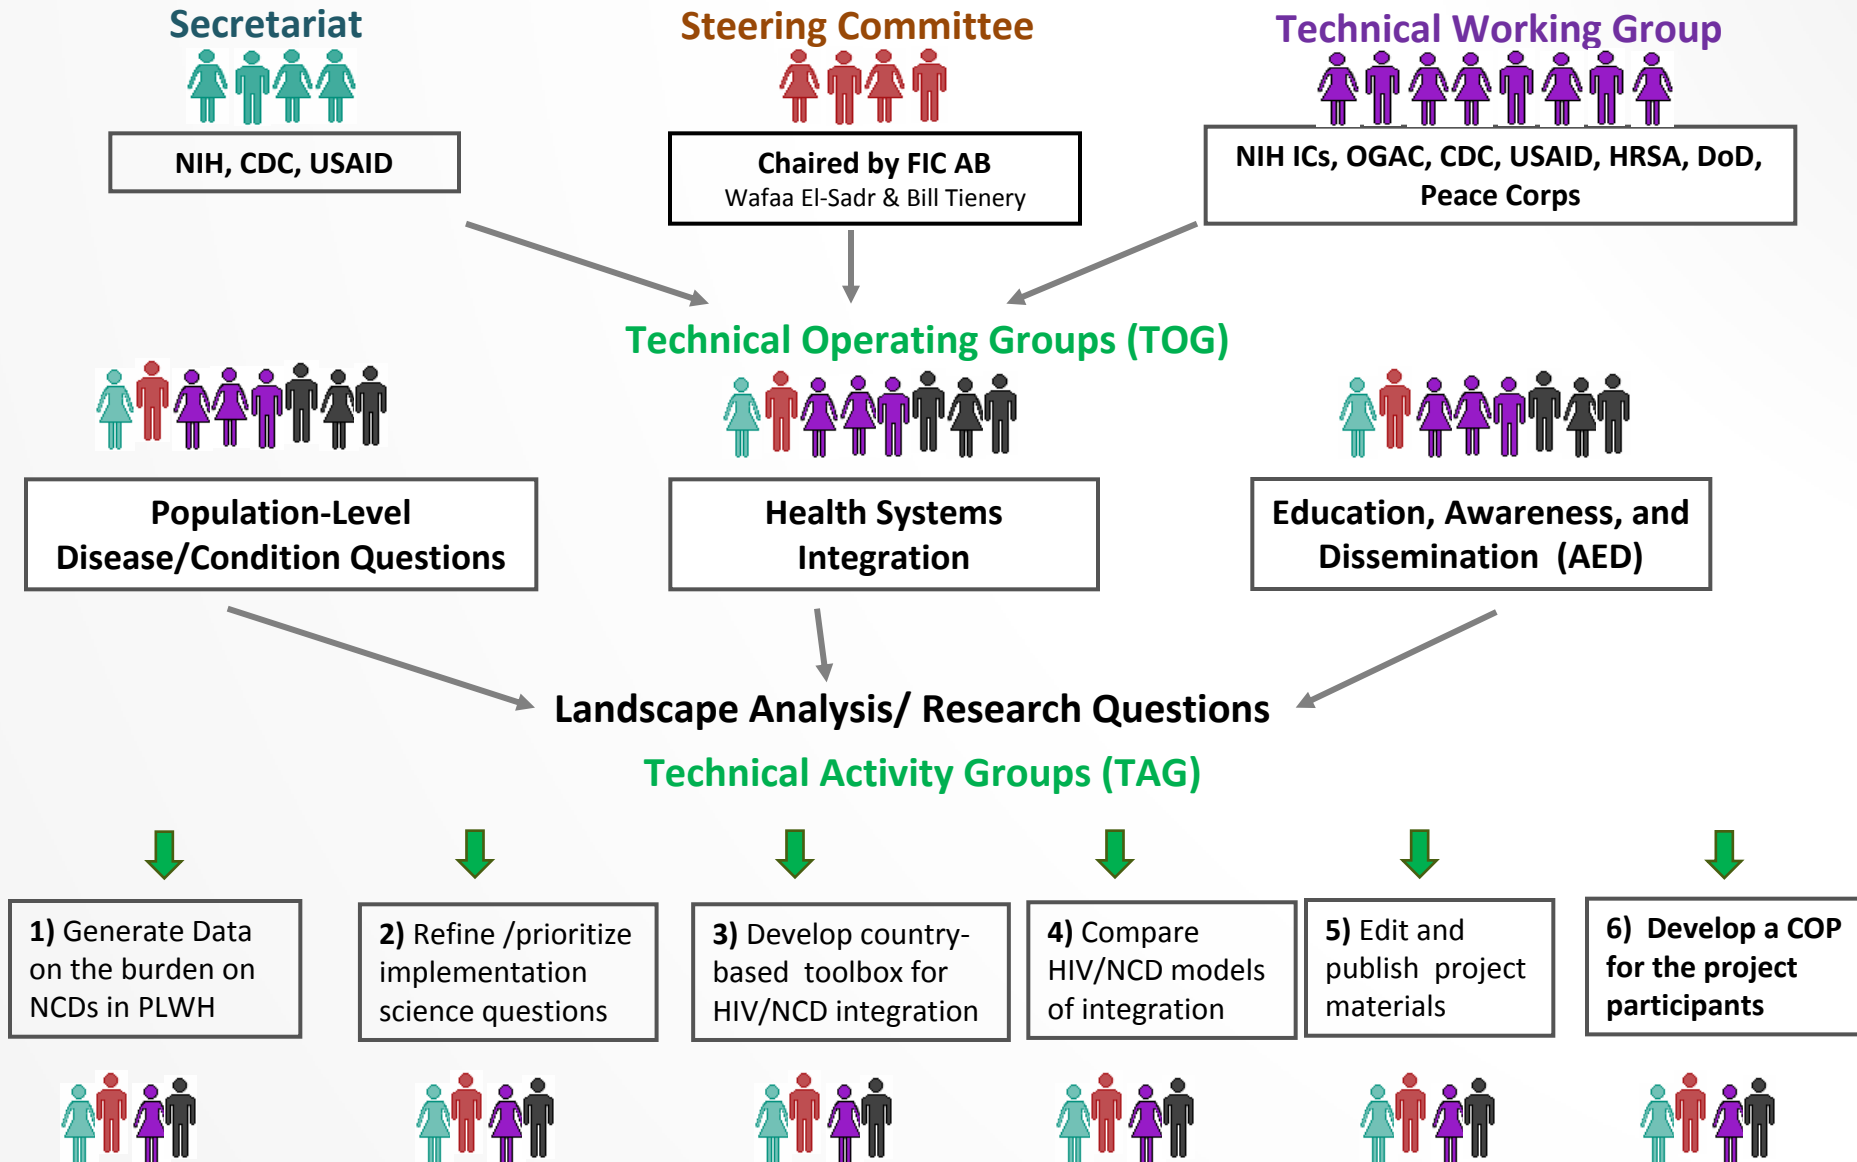 Secretariat
Steering Committee
Technical Working Group
NIH, CDC, USAID
Chaired by FIC AB
Wafaa El-Sadr & Bill Tienery
NIH ICs, OGAC, CDC, USAID, HRSA, DoD,
Peace Corps
Technical Operating Groups (TOG)
Population-Level
Disease/Condition Questions
Health Systems
Integration
Education, Awareness, and
Dissemination (AED)
Landscape Analysis/ Research Questions
Technical Activity Groups (TAG)
1) Generate Data
on the burden on
NCDs in PLWH
2) Refine /prioritize
implementation
science questions
3) Develop country-
based toolbox for
HIV/NCD integration
4) Compare
HIV/NCD models
of integration
5) Edit and
publish project
materials
6) Develop a COP
for the project
participants